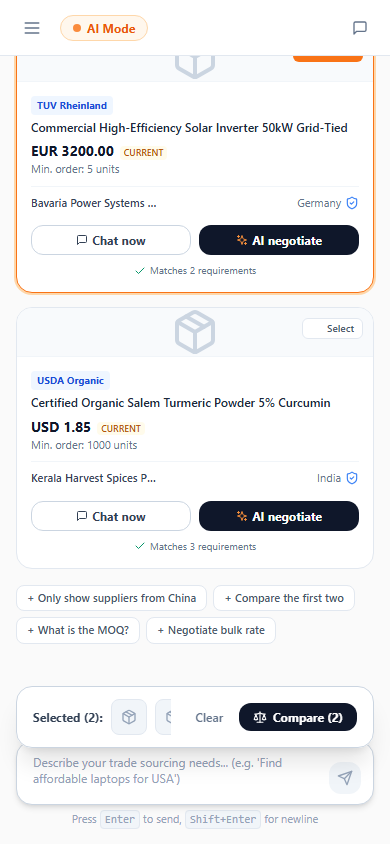 AI Mode
TUV Rheinland
Commercial High-Efficiency Solar Inverter 50kW Grid-Tied
EUR 3200.00 CURRENT
Min. order: 5 units
Bavaria Power Systems ... Germany
Chat now AI negotiate
Matches 2 requirements
Select
USDA Organic
Certified Organic Salem Turmeric Powder 5% Curcumin
USD 1.85 CURRENT
Min. order: 1000 units
Kerala Harvest Spices P... India
Chat now AI negotiate
Matches 3 requirements
+ Only show suppliers from China + Compare the first two
+ What is the MOQ? + Negotiate bulk rate
Selected (2): Clear Compare (2)
Describe your trade sourcing needs... (e.g. 'Find
affordable laptops for USA')
Press Enter to send, Shift+Enter for newline